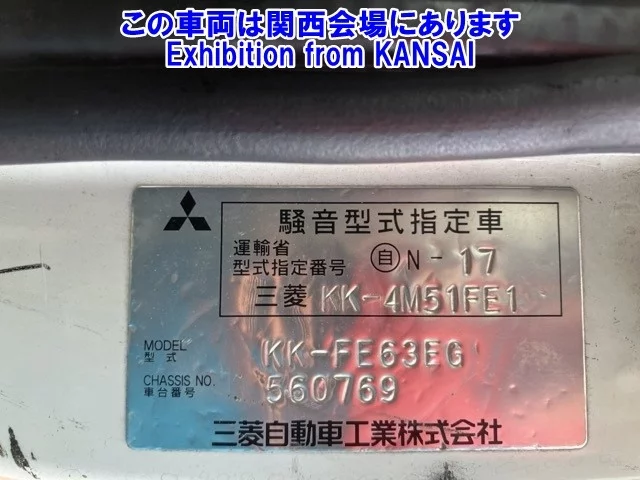 この車両は関西会場にあります
Exhibition from KANSAI
騒音型式指定車
運輸省
型式指定番号 自 N - 17
三菱 KK-4M51FE1
MODEL
型式 KK-FE63EG
CHASSIS NO.
車台番号 560769
三菱自動車工業株式会社